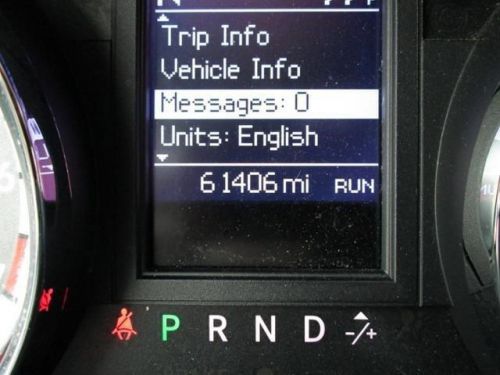 Trip Info
Vehicle Info
Messages: 0
Units: English
61406 mi RUN
P R N D -/+